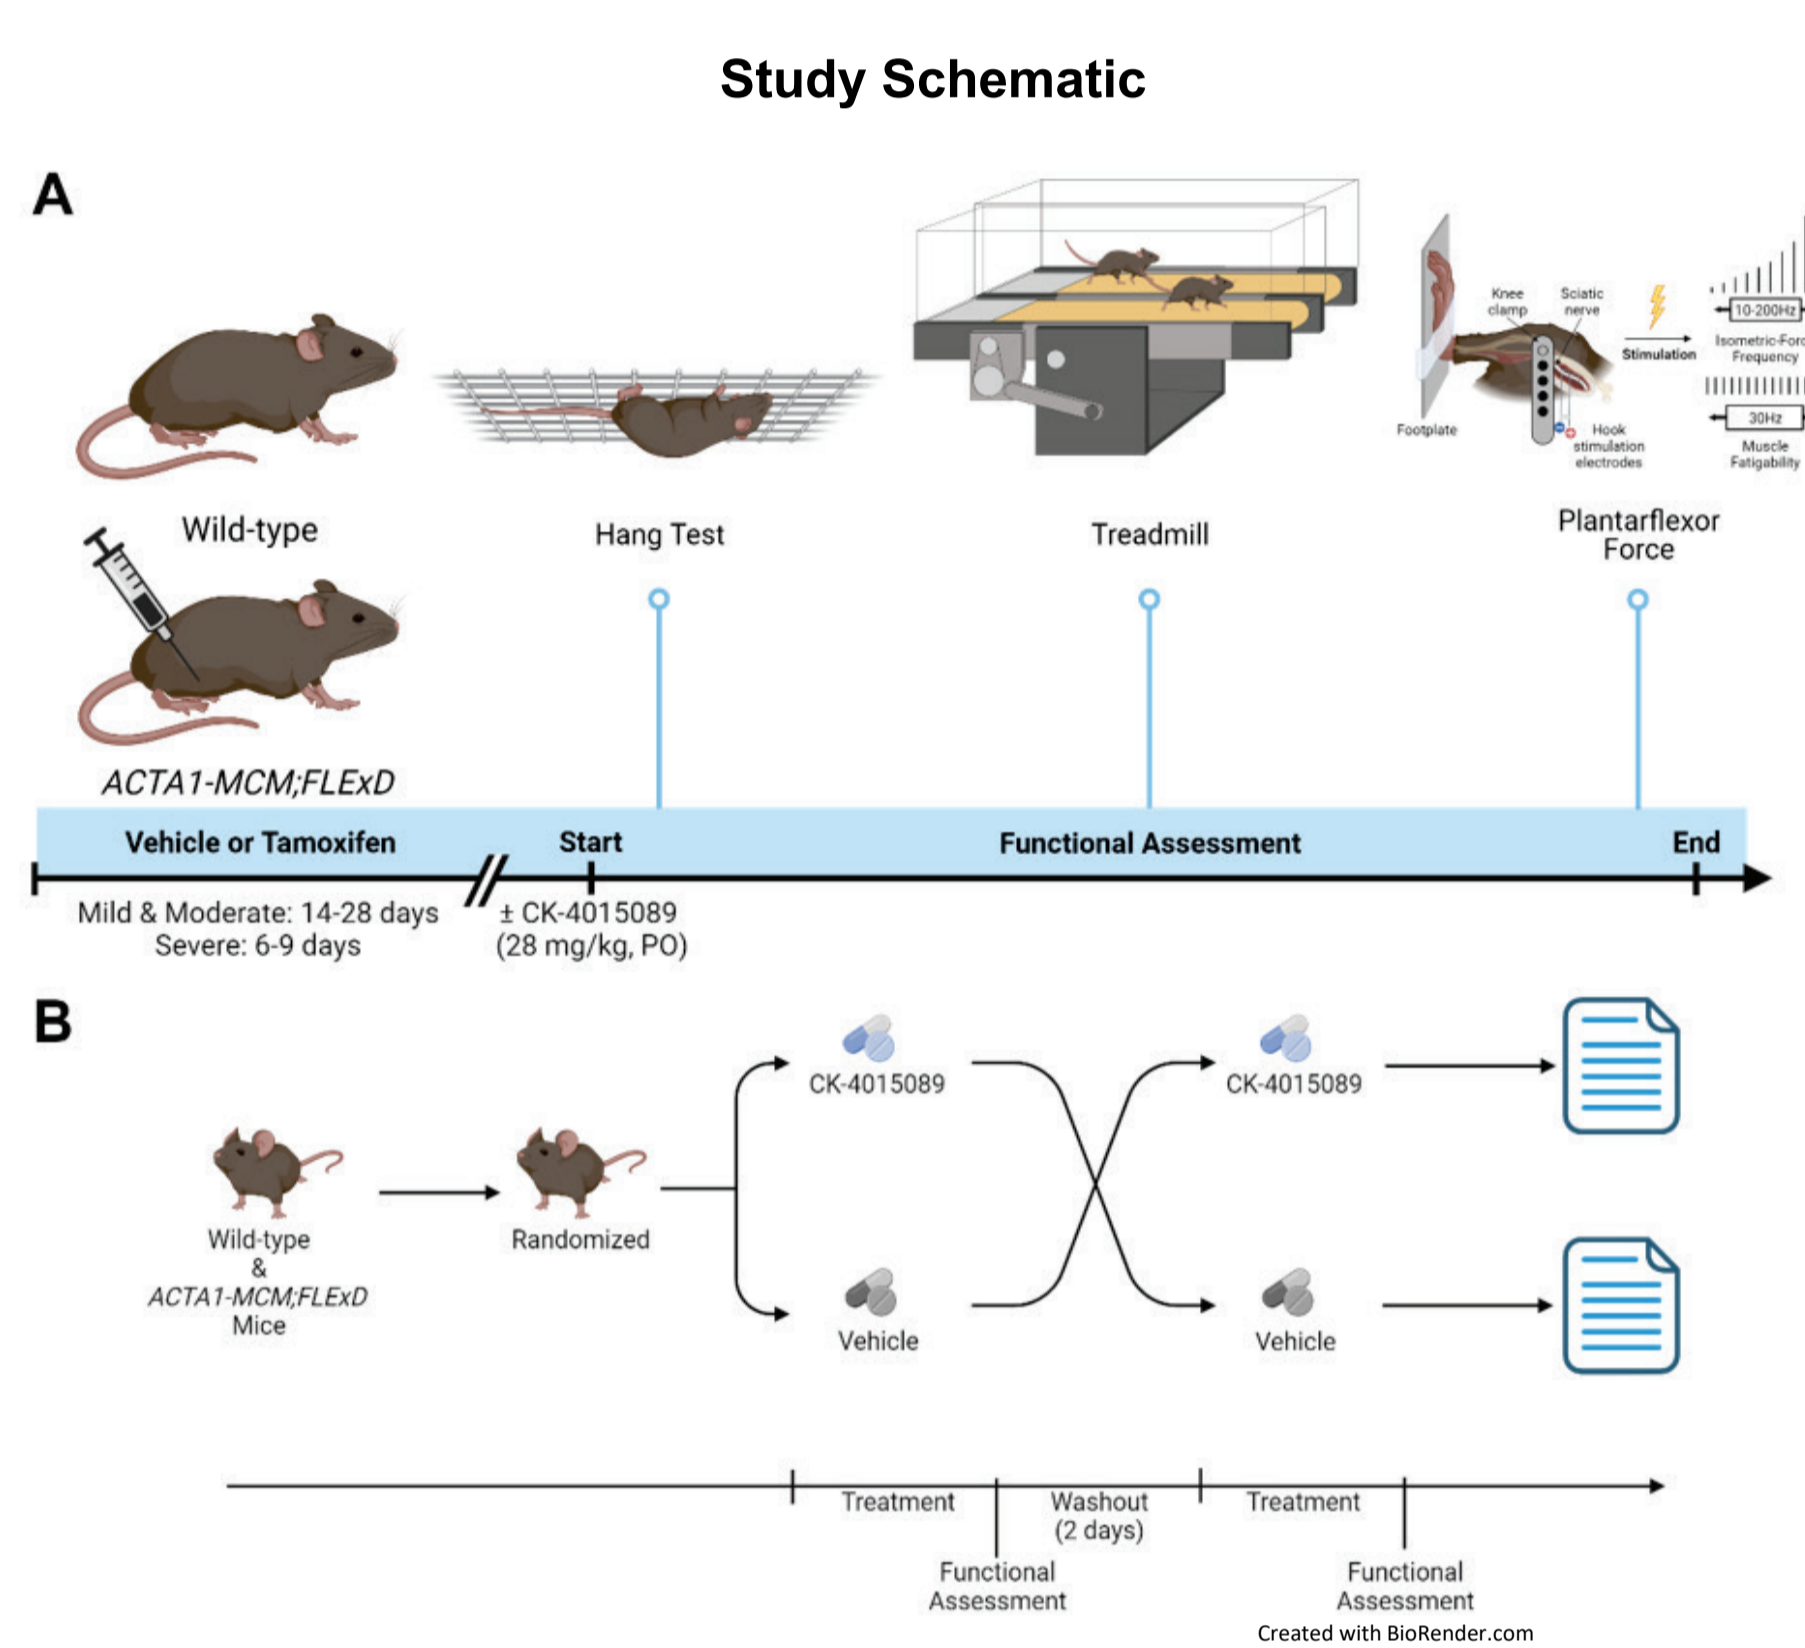 Study Schematic
A
Knee
clamp
Sciatic
nerve
Stimulation
10-200Hz
Frequency
30Hz
Muscle
Fatigability
Footplate
Hook
stimulation
electrodes
Wild-type
Hang Test
Treadmill
Plantarflexor
Force
ACTA1-MCM;FLExD
Vehicle or Tamoxifen
Start
Functional Assessment
End
Mild & Moderate: 14-28 days
Severe: 6-9 days
± CK-4015089
(28 mg/kg, PO)
B
CK-4015089
CK-4015089
Wild-type
&
ACTA1-MCM;FLExD
Mice
Randomized
Vehicle
Vehicle
Treatment
Washout
(2 days)
Treatment
Functional
Assessment
Functional
Assessment
Created with BioRender.com